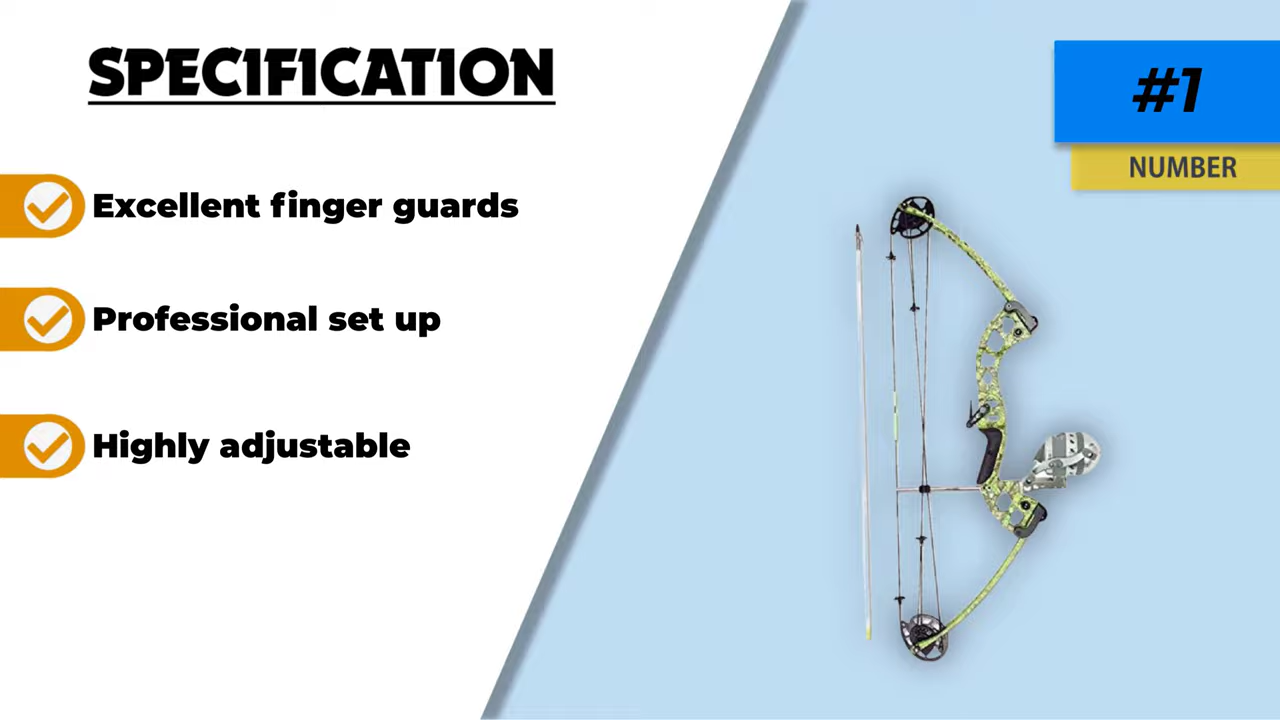 SPECIFICATION
#1
NUMBER
Excellent finger guards
Professional set up
Highly adjustable